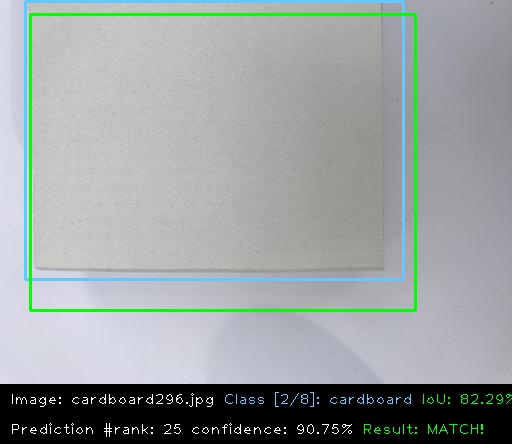 Image: cardboard296.jpg Class [2/8]: cardboard IoU: 82.29%
Prediction #rank: 25 confidence: 90.75% Result: MATCH!